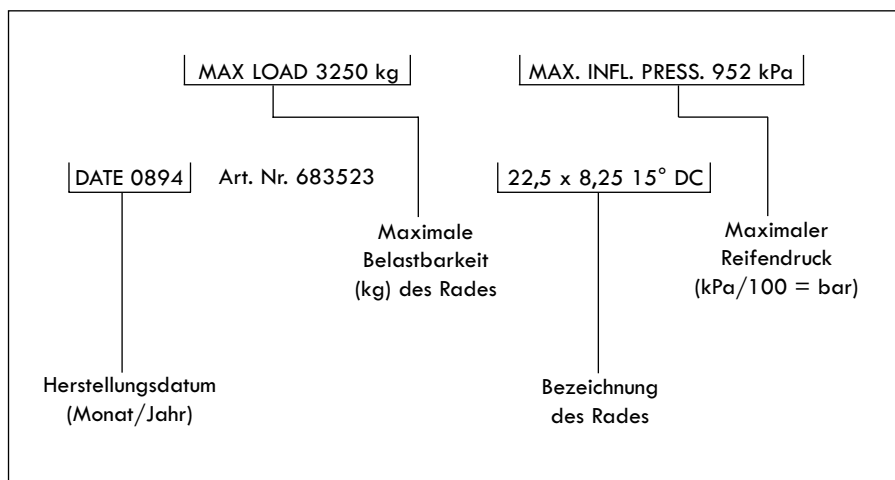 MAX LOAD 3250 kg
MAX. INFL. PRESS. 952 kPa
DATE 0894
Art. Nr. 683523
22,5 x 8,25 15° DC
Maximale
Belastbarkeit
(kg) des Rades
Maximaler
Reifendruck
(kPa/100 = bar)
Herstellungsdatum
(Monat/Jahr)
Bezeichnung
des Rades